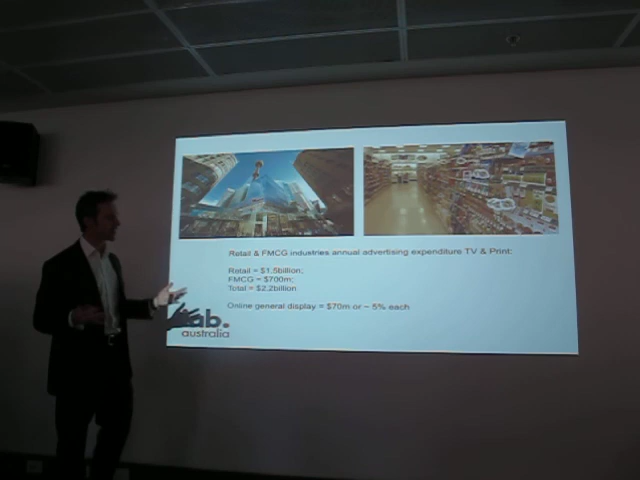 Retail & FMCG industries annual advertising expenditure TV & Print:
Retail = $1.5billion;
FMCG = $700m;
Total = $2.2billion
Online general display = $70m or ~ 5% each
ab.
australia